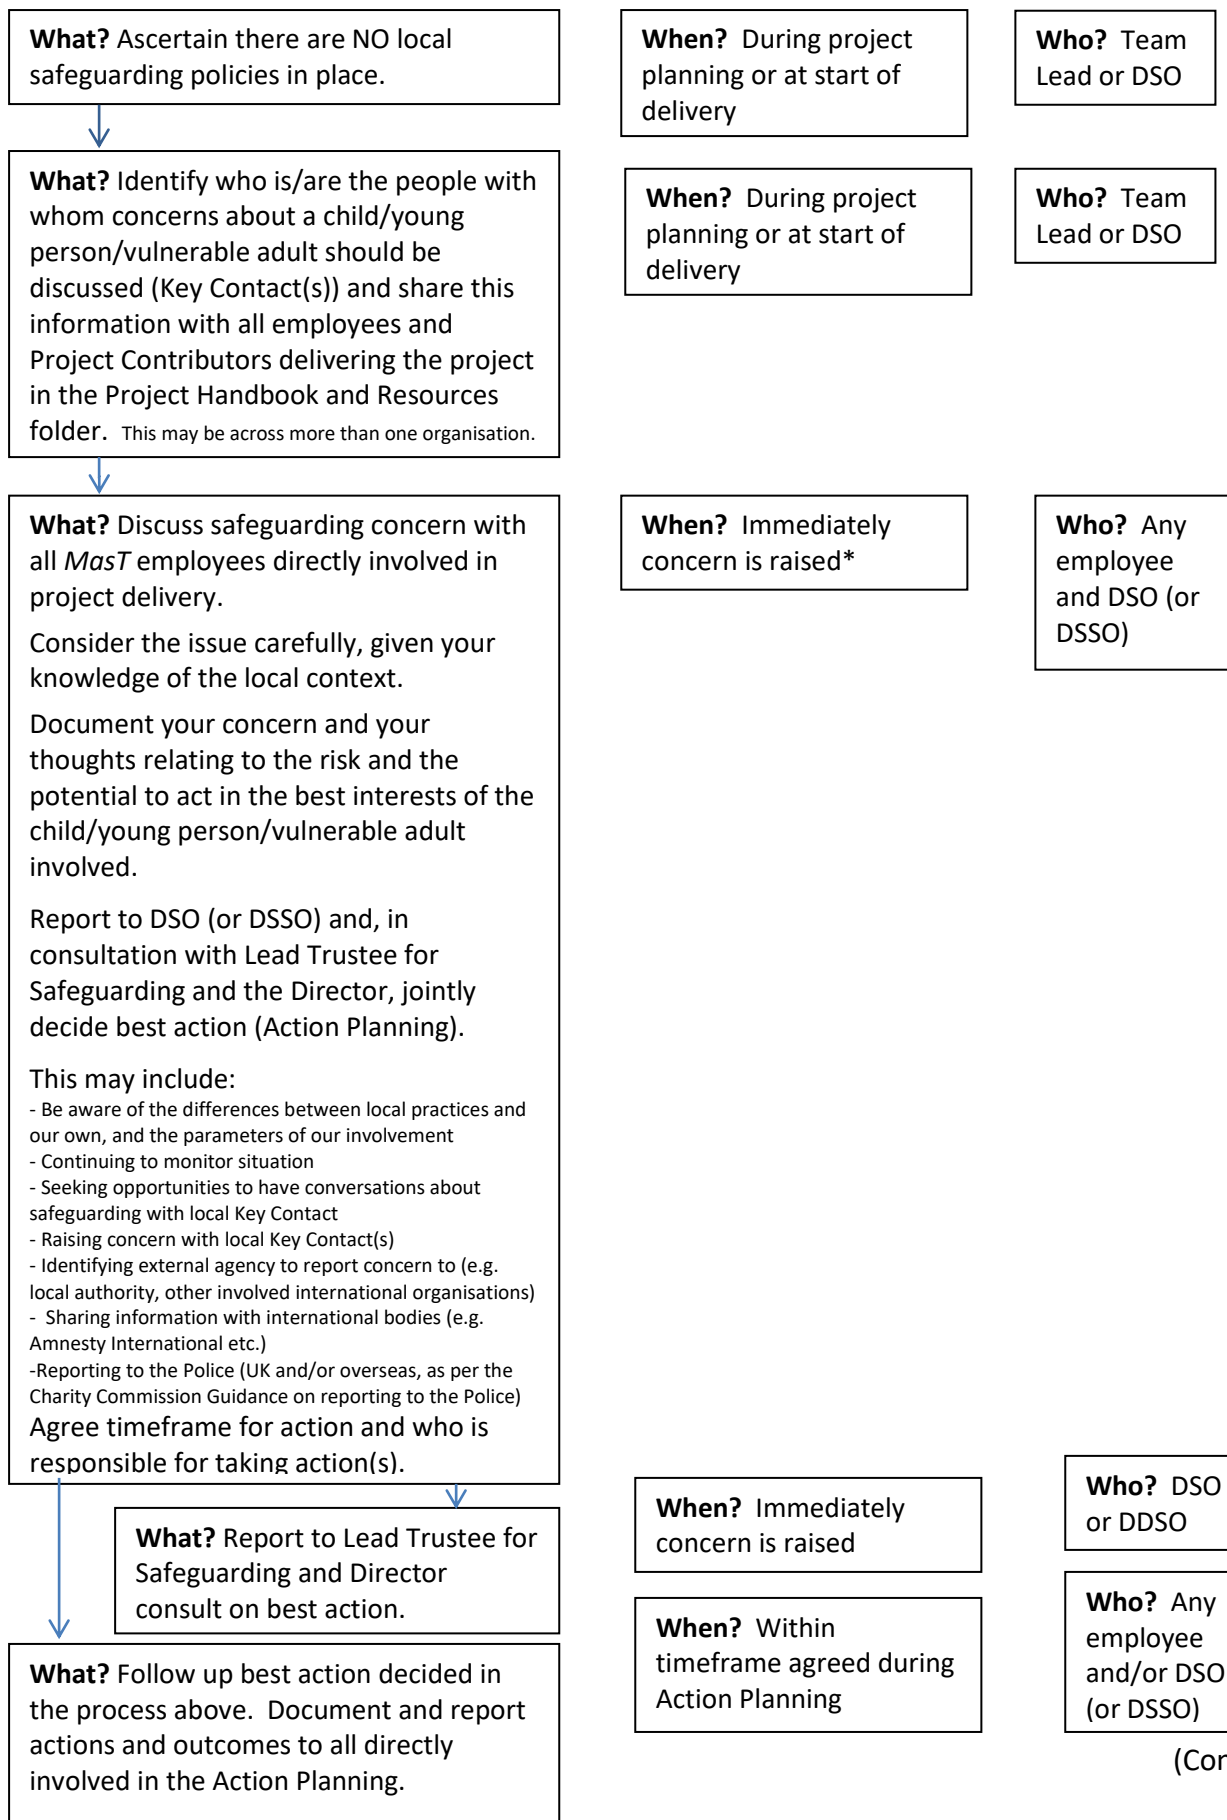 What? Ascertain there are NO local
safeguarding policies in place.
When? During project
planning or at start of
delivery
Who? Team
Lead or DSO
What? Identify who is/are the people with
whom concerns about a child/young
person/vulnerable adult should be
discussed (Key Contact(s)) and share this
information with all employees and
Project Contributors delivering the project
in the Project Handbook and Resources
folder. This may be across more than one organisation.
When? During project
planning or at start of
delivery
Who? Team
Lead or DSO
What? Discuss safeguarding concern with
all MasT employees directly involved in
project delivery.
Consider the issue carefully, given your
knowledge of the local context.
Document your concern and your
thoughts relating to the risk and the
potential to act in the best interests of the
child/young person/vulnerable adult
involved.
Report to DSO (or DSSO) and, in
consultation with Lead Trustee for
Safeguarding and the Director, jointly
decide best action (Action Planning).
This may include:
- Be aware of the differences between local practices and
our own, and the parameters of our involvement
- Continuing to monitor situation
- Seeking opportunities to have conversations about
safeguarding with local Key Contact
- Raising concern with local Key Contact(s)
- Identifying external agency to report concern to (e.g.
local authority, other involved international organisations)
- Sharing information with international bodies (e.g.
Amnesty International etc.)
-Reporting to the Police (UK and/or overseas, as per the
Charity Commission Guidance on reporting to the Police)
Agree timeframe for action and who is
responsible for taking action(s).
When? Immediately
concern is raised*
Who? Any
employee
and DSO (or
DSSO)
What? Report to Lead Trustee for
Safeguarding and Director
consult on best action.
When? Immediately
concern is raised
Who? DSO
or DDSO
What? Follow up best action decided in
the process above. Document and report
actions and outcomes to all directly
involved in the Action Planning.
When? Within
timeframe agreed during
Action Planning
Who? Any
employee
and/or DSO
(or DSSO)
(Con